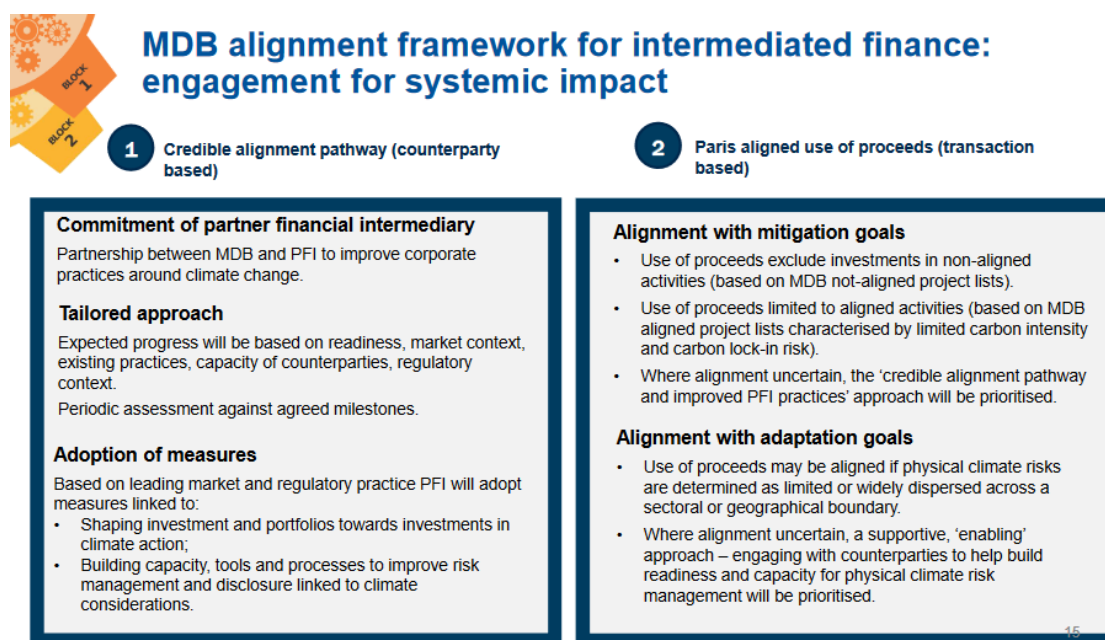 MDB alignment framework for intermediated finance:
engagement for systemic impact
BLOCK
1
BLOCK
2
1
Credible alignment pathway (counterparty
based)
2
Paris aligned use of proceeds (transaction
based)
Commitment of partner financial intermediary
Partnership between MDB and PFI to improve corporate
practices around climate change.
Tailored approach
Expected progress will be based on readiness, market context,
existing practices, capacity of counterparties, regulatory
context.
Periodic assessment against agreed milestones.
Adoption of measures
Based on leading market and regulatory practice PFI will adopt
measures linked to:
• Shaping investment and portfolios towards investments in
climate action;
• Building capacity, tools and processes to improve risk
management and disclosure linked to climate
considerations.
Alignment with mitigation goals
• Use of proceeds exclude investments in non-aligned
activities (based on MDB not-aligned project lists).
• Use of proceeds limited to aligned activities (based on MDB
aligned project lists characterised by limited carbon intensity
and carbon lock-in risk).
• Where alignment uncertain, the ‘credible alignment pathway
and improved PFI practices’ approach will be prioritised.
Alignment with adaptation goals
• Use of proceeds may be aligned if physical climate risks
are determined as limited or widely dispersed across a
sectoral or geographical boundary.
• Where alignment uncertain, a supportive, ‘enabling’
approach – engaging with counterparties to help build
readiness and capacity for physical climate risk
management will be prioritised.
15